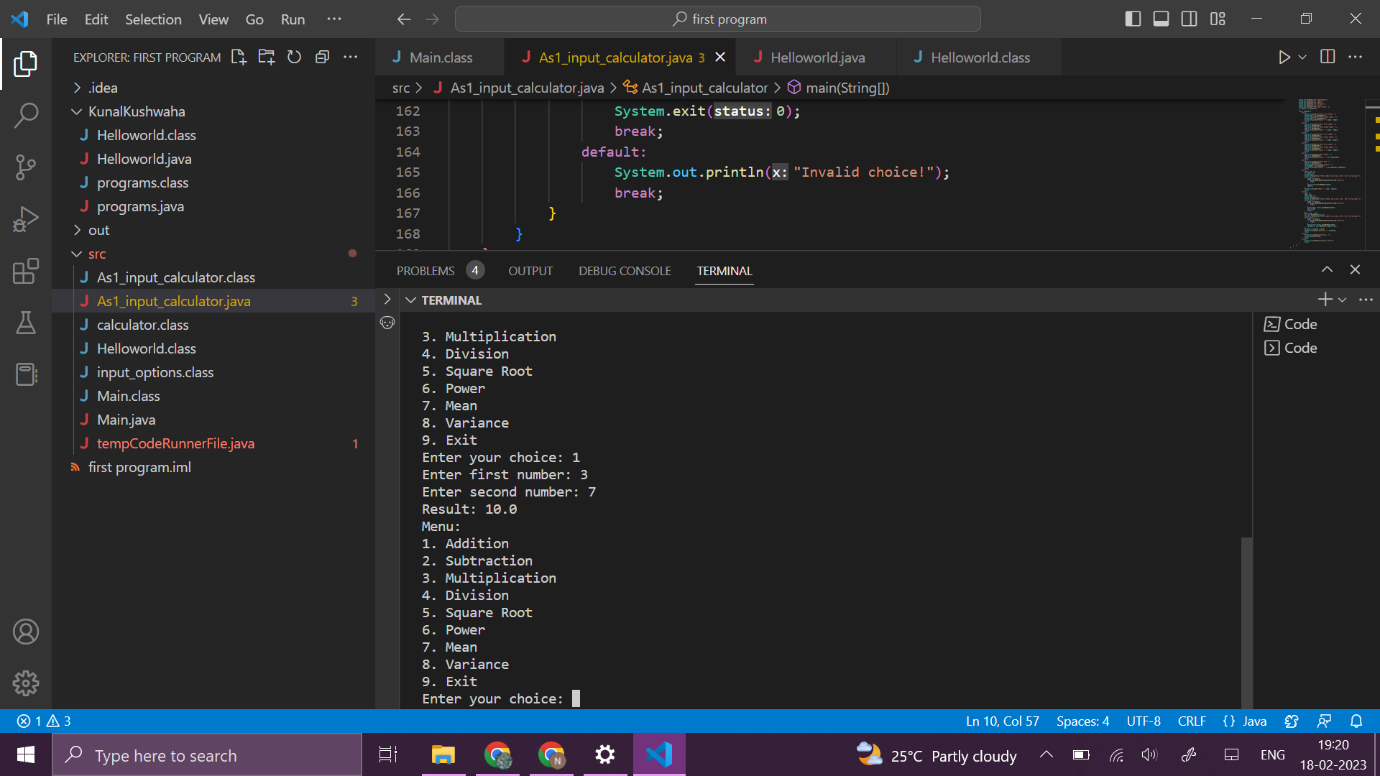 File Edit Selection View Go Run ··· first program
EXPLORER: FIRST PROGRAM
.idea
KunalKushwaha
J Helloworld.class
J Helloworld.java
J programs.class
J programs.java
out
src
J As1_input_calculator.class
J As1_input_calculator.java 3
J calculator.class
J Helloworld.class
J input_options.class
J Main.class
J Main.java
J tempCodeRunnerFile.java 1
first program.iml
J Main.class J As1_input_calculator.java 3 J Helloworld.java J Helloworld.class
src > J As1_input_calculator.java > As1_input_calculator > main(String[])
162 System.exit(status:0);
163 break;
164 default:
165 System.out.println(x:"Invalid choice!");
166 break;
167 }
168 }
PROBLEMS 4 OUTPUT DEBUG CONSOLE TERMINAL
TERMINAL
3. Multiplication
4. Division
5. Square Root
6. Power
7. Mean
8. Variance
9. Exit
Enter your choice: 1
Enter first number: 3
Enter second number: 7
Result: 10.0
Menu:
1. Addition
2. Subtraction
3. Multiplication
4. Division
5. Square Root
6. Power
7. Mean
8. Variance
9. Exit
Enter your choice:
Code
Code
1 3 Ln 10, Col 57 Spaces: 4 UTF-8 CRLF {} Java
Type here to search N 25°C Partly cloudy ENG 19:20
18-02-2023